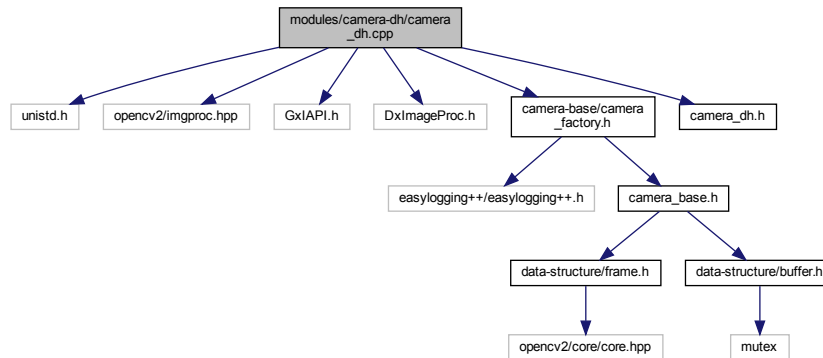 modules/camera-dh/camera
_dh.cpp
unistd.h
opencv2/imgproc.hpp
GxIAPI.h
DxImageProc.h
camera-base/camera
_factory.h
camera_dh.h
easylogging++/easylogging++.h
camera_base.h
data-structure/frame.h
data-structure/buffer.h
opencv2/core/core.hpp
mutex